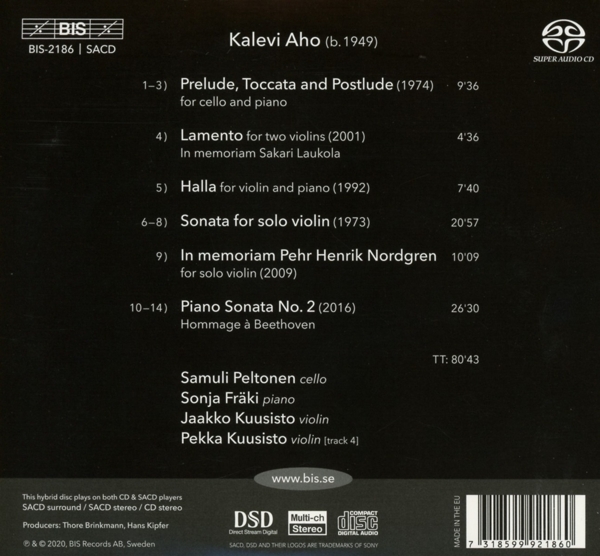 BIS
BIS-2186 | SACD
Kalevi Aho (b. 1949)
SUPER AUDIO CD
1–3) Prelude, Toccata and Postlude (1974) 9'36
for cello and piano
4) Lamento for two violins (2001) 4'36
In memoriam Sakari Laukola
5) Halla for violin and piano (1992) 7'40
6–8) Sonata for solo violin (1973) 20'57
9) In memoriam Pehr Henrik Nordgren 10'09
for solo violin (2009)
10–14) Piano Sonata No. 2 (2016) 26'30
Hommage à Beethoven
TT: 80'43
Samuli Peltonen cello
Sonja Fräki piano
Jaakko Kuusisto violin
Pekka Kuusisto violin [track 4]
www.bis.se
This hybrid disc plays on both CD & SACD players
SACD surround / SACD stereo / CD stereo
Producers: Thore Brinkmann, Hans Kipfer
℗ & © 2020, BIS Records AB, Sweden
DSD
Direct Stream Digital
Multi-ch
Stereo
COMPACT
disc
DIGITAL AUDIO
SACD, DSD AND THEIR LOGOS ARE TRADEMARKS OF SONY
MADE IN THE EU
7 318599 921860